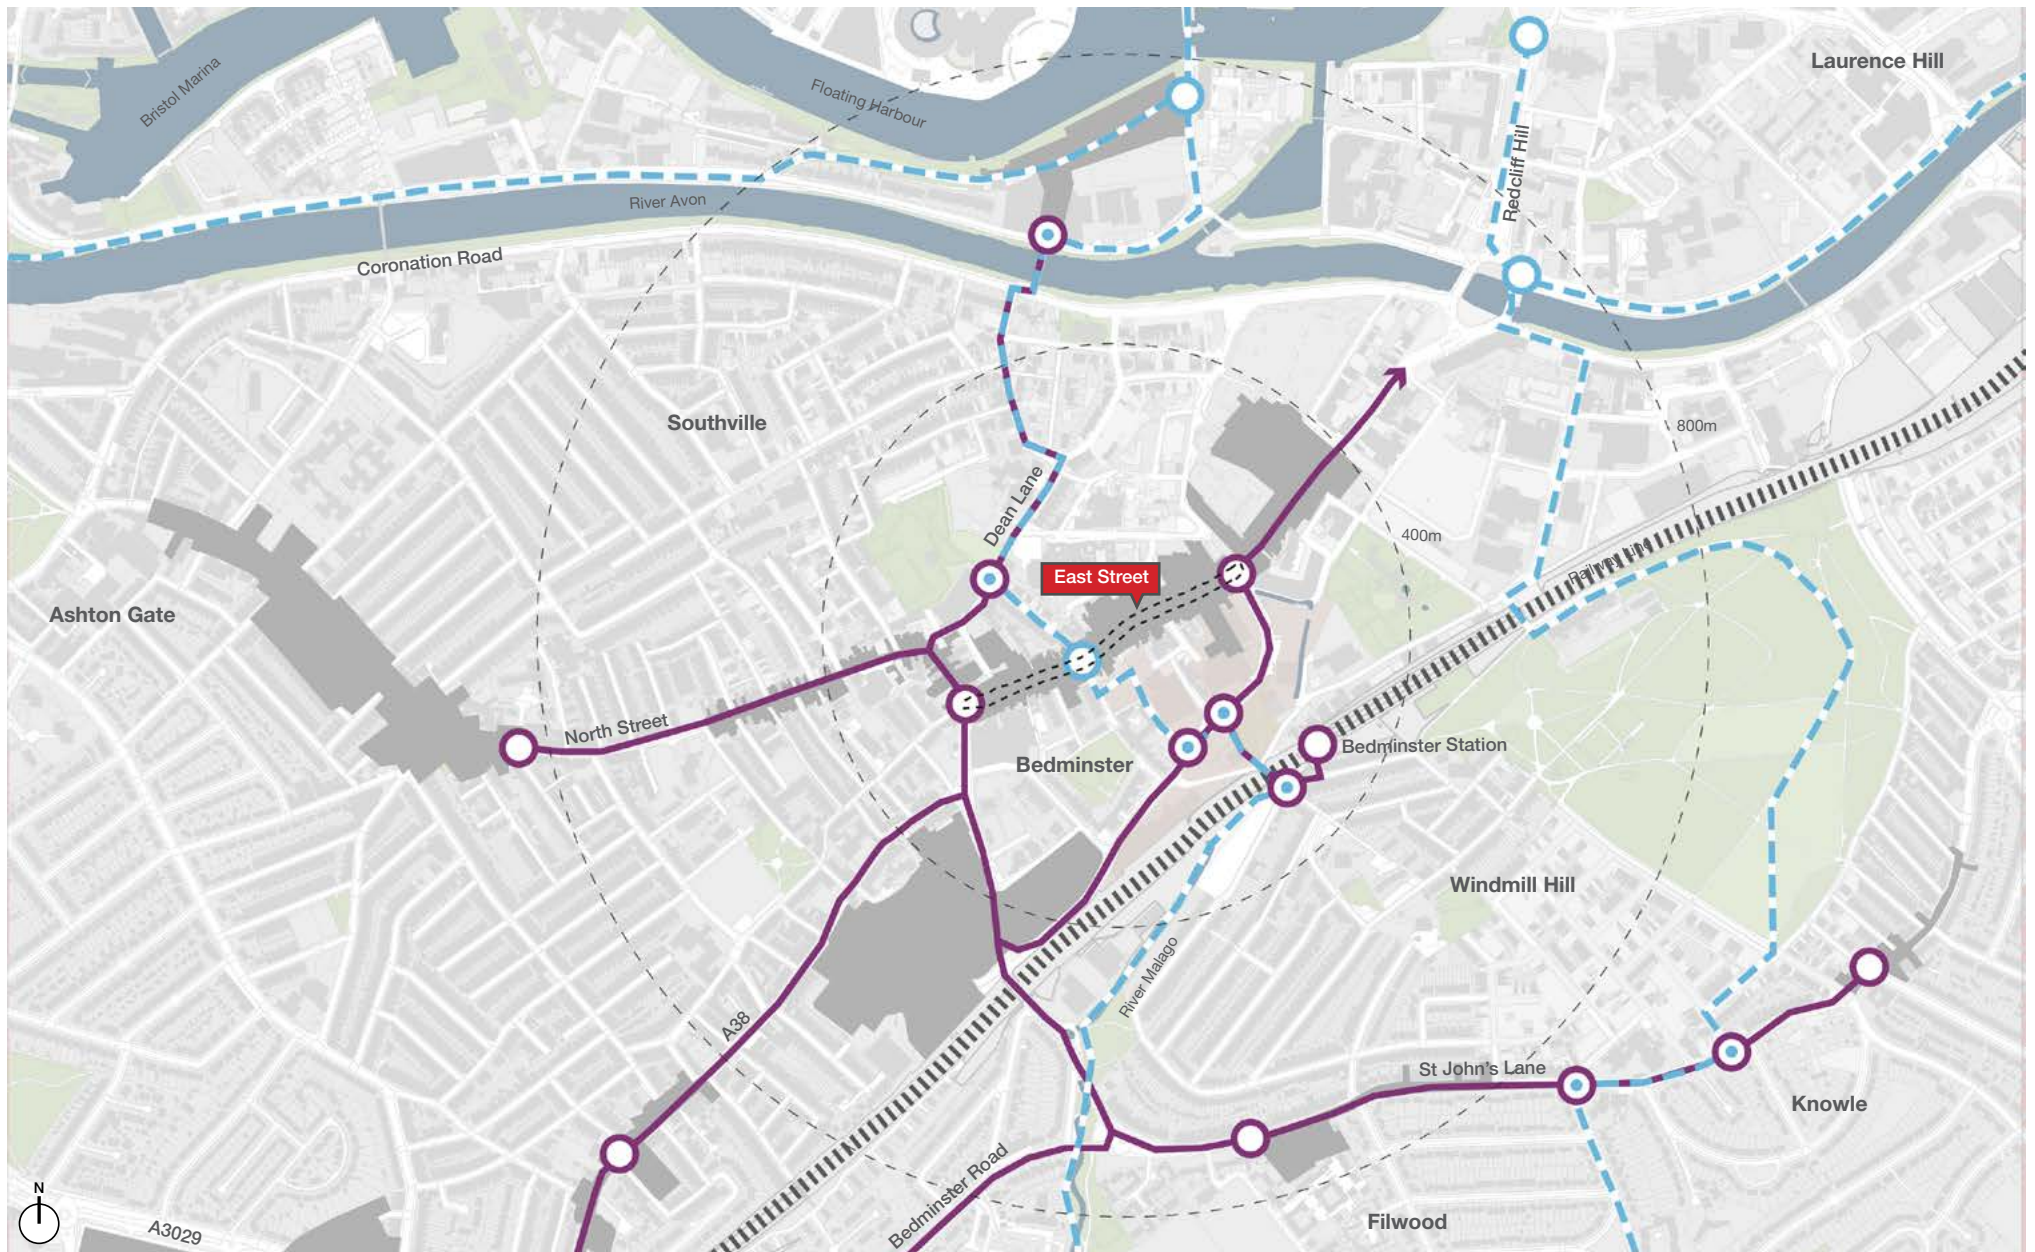 Laurence Hill
Bristol Marina
Floating Harbour
Redcliff Hill
River Avon
Coronation Road
Southville
800m
Dean Lane
400m
Railway Line
East Street
Ashton Gate
North Street
Bedminster Station
Bedminster
Windmill Hill
River Malago
A38
St John's Lane
Knowle
Bedminster Road
N
A3029
Filwood